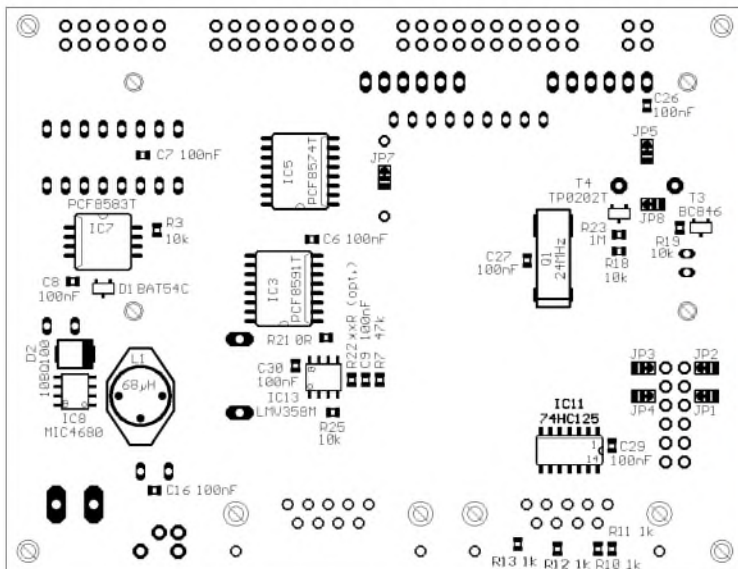 C26
100nF
JP5
C7 100nF
IC5
PCF8574T
JP7
T4
TP0202T
T3
BC846
JP8
PCF8583T
IC7
R3
10k
R23
1M
R19
10k
R18
10k
C6 100nF
C27
100nF
Q1
24MHz
C8
100nF
D1 BAT54C
IC3
PCF8591T
R21 0R
R22 xxR (opt.)
C9 100nF
R7 47k
D2
10BQ100
L1
68µH
C30
100nF
IC13
LMV358M
JP3
JP2
JP4
JP1
IC8
MIC4680
R25
10k
IC11
74HC125
1
14
C29
100nF
C16 100nF
R11 1k
R13 1k
R12 1k
R10 1k